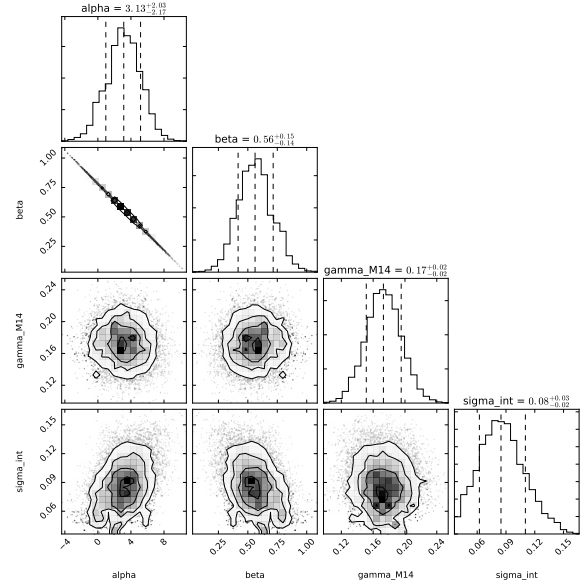 alpha = 3.13+2.03−2.17
beta = 0.56+0.15−0.14
gamma_M14 = 0.17+0.02−0.02
sigma_int = 0.08+0.03−0.02
beta
1.00
0.75
0.50
0.25
gamma_M14
0.24
0.20
0.16
0.12
sigma_int
0.15
0.12
0.09
0.06
−4 0 4 8
0.25 0.50 0.75 1.00
0.12 0.16 0.20 0.24
0.06 0.09 0.12 0.15
alpha beta gamma_M14 sigma_int